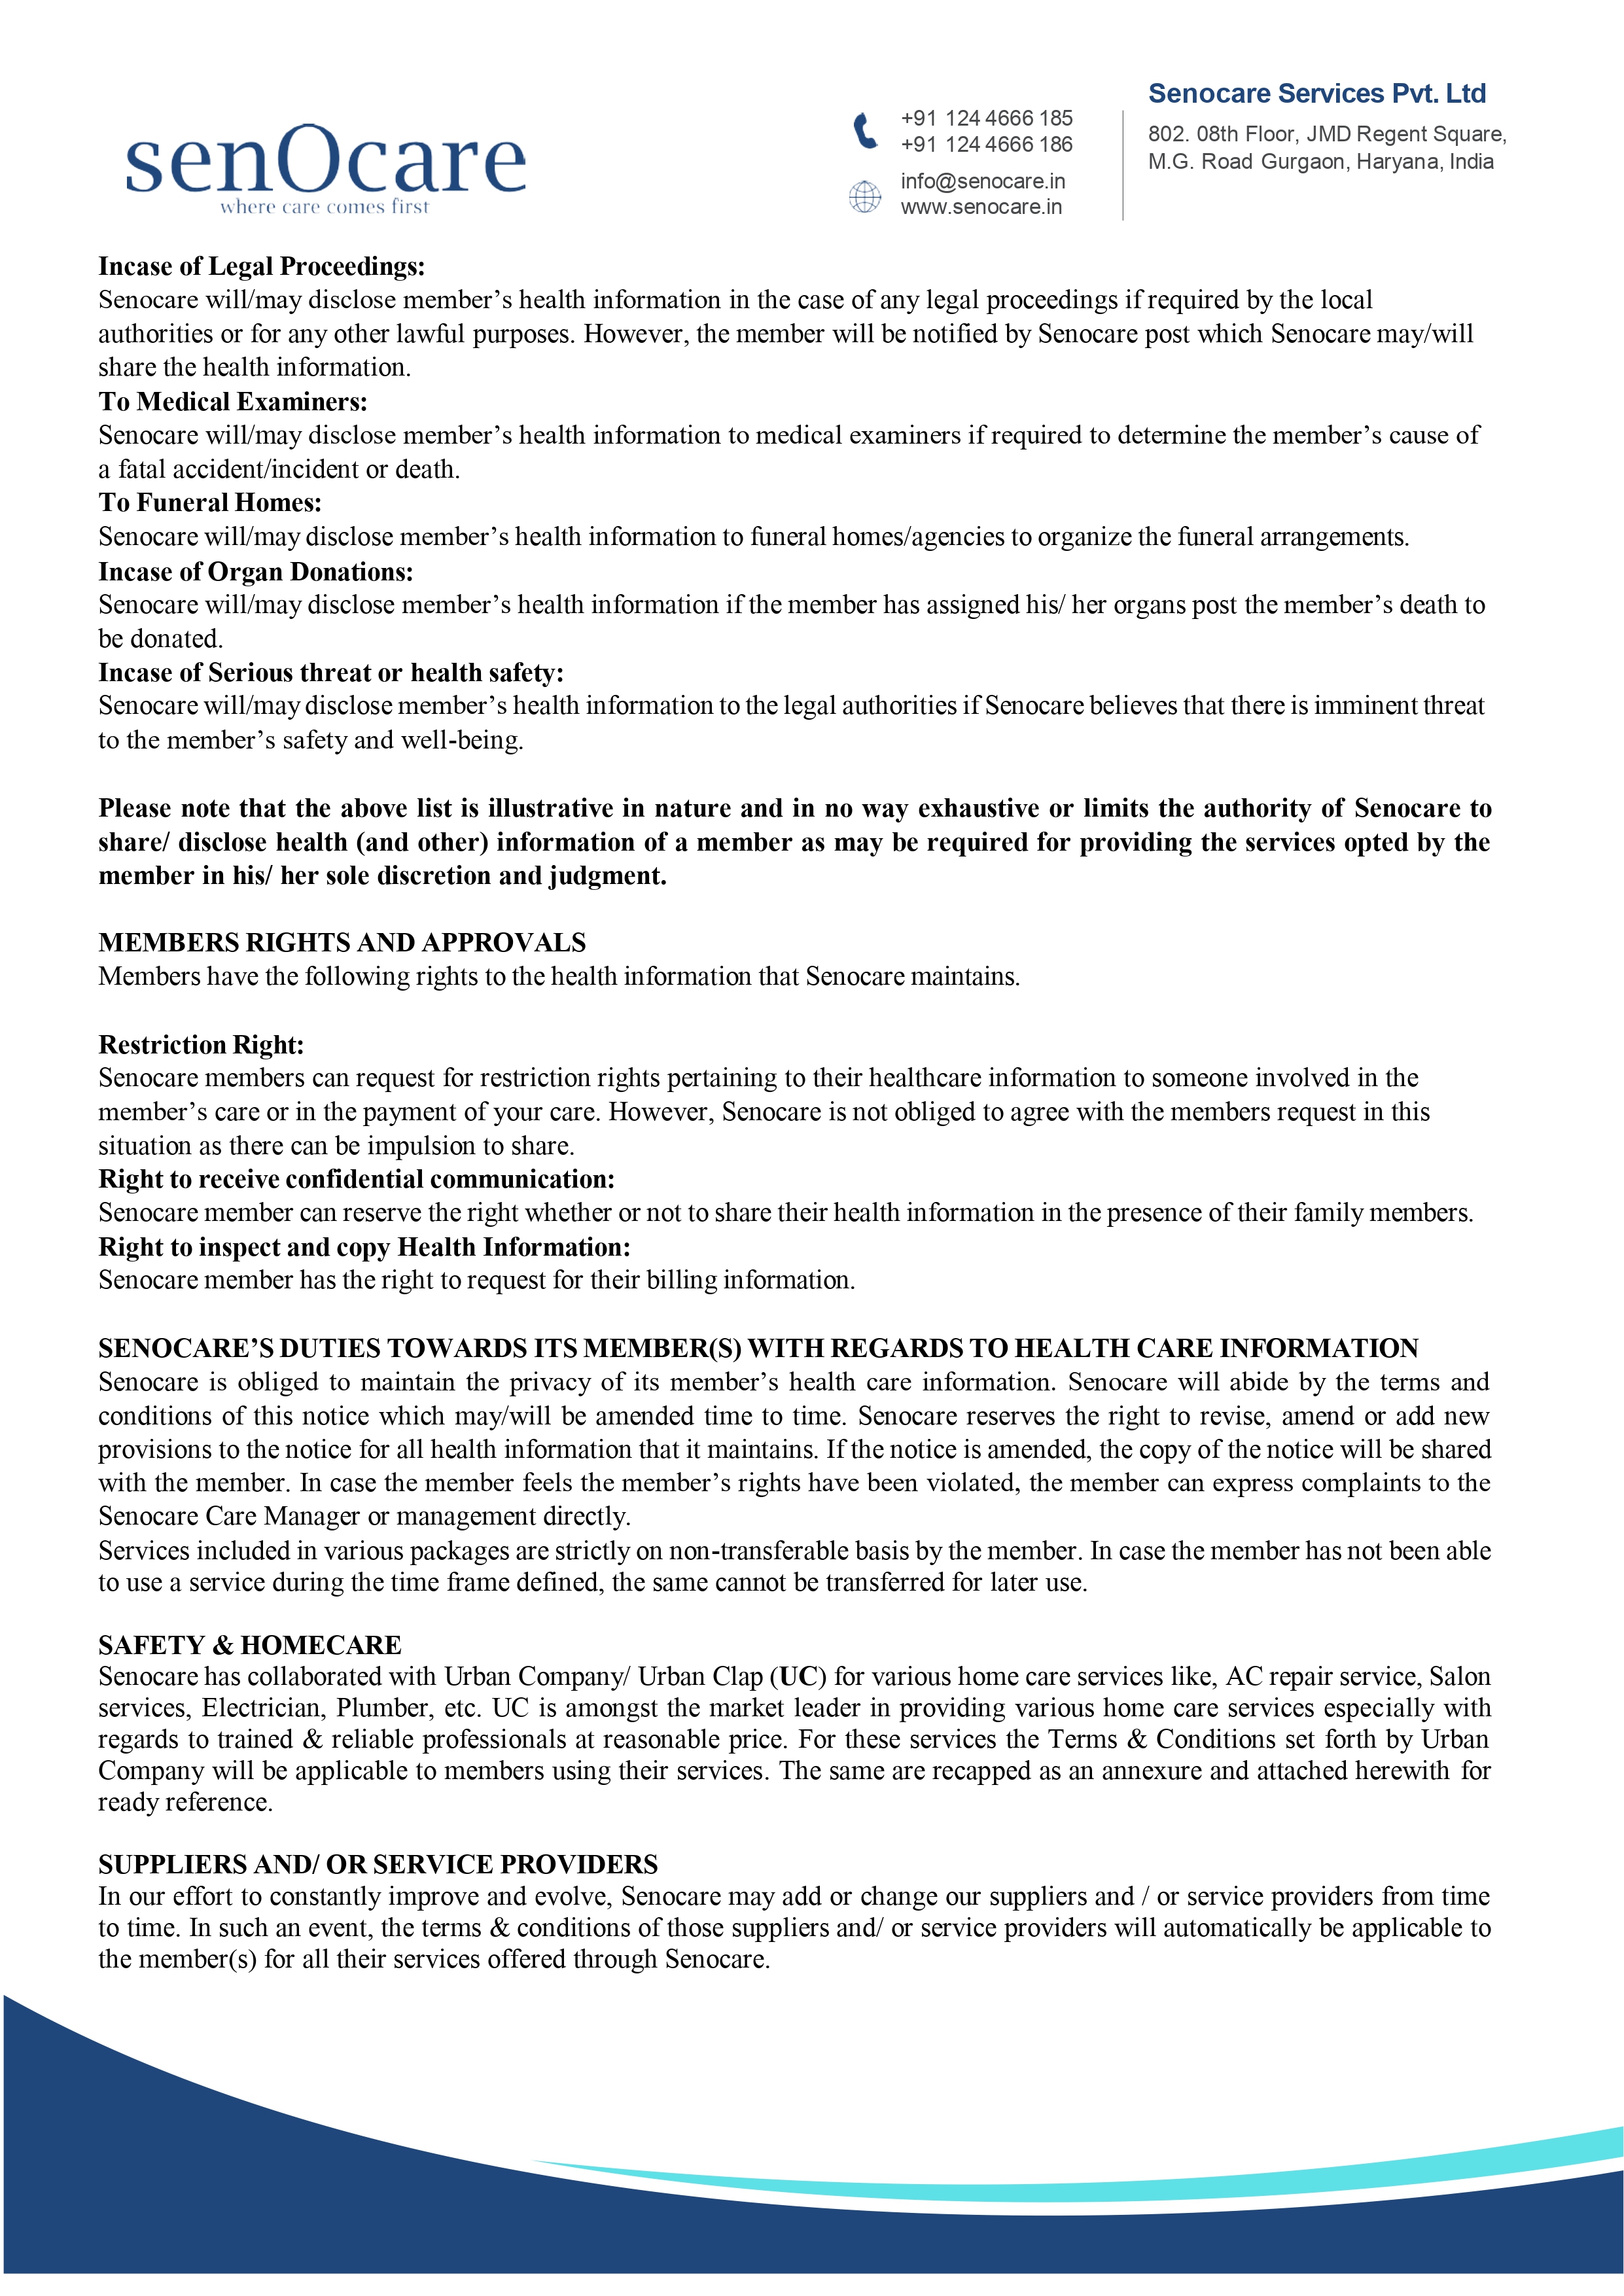 senOcare
where care comes first
+91 124 4666 185
+91 124 4666 186
info@senocare.in
www.senocare.in
Senocare Services Pvt. Ltd
802. 08th Floor, JMD Regent Square,
M.G. Road Gurgaon, Haryana, India
Incase of Legal Proceedings:
Senocare will/may disclose member’s health information in the case of any legal proceedings if required by the local
authorities or for any other lawful purposes. However, the member will be notified by Senocare post which Senocare may/will
share the health information.
To Medical Examiners:
Senocare will/may disclose member’s health information to medical examiners if required to determine the member’s cause of
a fatal accident/incident or death.
To Funeral Homes:
Senocare will/may disclose member’s health information to funeral homes/agencies to organize the funeral arrangements.
Incase of Organ Donations:
Senocare will/may disclose member’s health information if the member has assigned his/ her organs post the member’s death to
be donated.
Incase of Serious threat or health safety:
Senocare will/may disclose member’s health information to the legal authorities if Senocare believes that there is imminent threat
to the member’s safety and well-being.
Please note that the above list is illustrative in nature and in no way exhaustive or limits the authority of Senocare to
share/ disclose health (and other) information of a member as may be required for providing the services opted by the
member in his/ her sole discretion and judgment.
MEMBERS RIGHTS AND APPROVALS
Members have the following rights to the health information that Senocare maintains.
Restriction Right:
Senocare members can request for restriction rights pertaining to their healthcare information to someone involved in the
member’s care or in the payment of your care. However, Senocare is not obliged to agree with the members request in this
situation as there can be impulsion to share.
Right to receive confidential communication:
Senocare member can reserve the right whether or not to share their health information in the presence of their family members.
Right to inspect and copy Health Information:
Senocare member has the right to request for their billing information.
SENOCARE’S DUTIES TOWARDS ITS MEMBER(S) WITH REGARDS TO HEALTH CARE INFORMATION
Senocare is obliged to maintain the privacy of its member’s health care information. Senocare will abide by the terms and
conditions of this notice which may/will be amended time to time. Senocare reserves the right to revise, amend or add new
provisions to the notice for all health information that it maintains. If the notice is amended, the copy of the notice will be shared
with the member. In case the member feels the member’s rights have been violated, the member can express complaints to the
Senocare Care Manager or management directly.
Services included in various packages are strictly on non-transferable basis by the member. In case the member has not been able
to use a service during the time frame defined, the same cannot be transferred for later use.
SAFETY & HOMECARE
Senocare has collaborated with Urban Company/ Urban Clap (UC) for various home care services like, AC repair service, Salon
services, Electrician, Plumber, etc. UC is amongst the market leader in providing various home care services especially with
regards to trained & reliable professionals at reasonable price. For these services the Terms & Conditions set forth by Urban
Company will be applicable to members using their services. The same are recapped as an annexure and attached herewith for
ready reference.
SUPPLIERS AND/ OR SERVICE PROVIDERS
In our effort to constantly improve and evolve, Senocare may add or change our suppliers and / or service providers from time
to time. In such an event, the terms & conditions of those suppliers and/ or service providers will automatically be applicable to
the member(s) for all their services offered through Senocare.